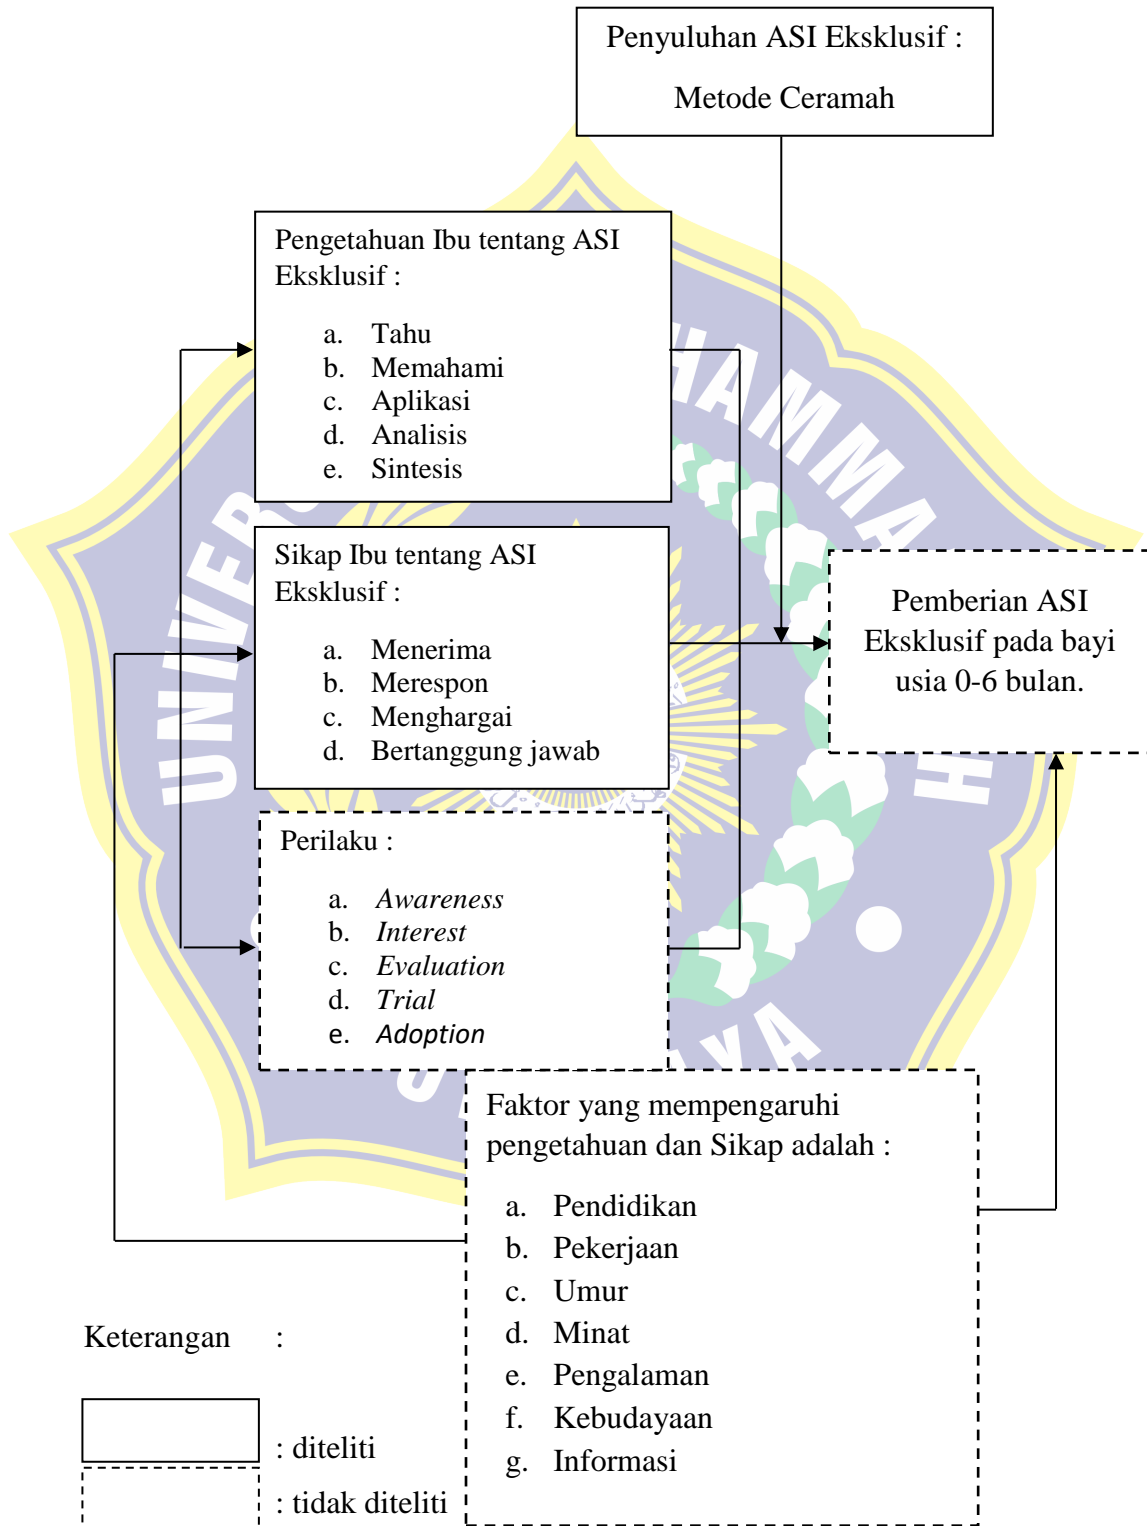 Penyuluhan ASI Eksklusif :
Metode Ceramah
Pengetahuan Ibu tentang ASI
Eksklusif :
a. Tahu
b. Memahami
c. Aplikasi
d. Analisis
e. Sintesis
Sikap Ibu tentang ASI
Eksklusif :
a. Menerima
b. Merespon
c. Menghargai
d. Bertanggung jawab
Pemberian ASI
Eksklusif pada bayi
usia 0-6 bulan.
Perilaku :
a. Awareness
b. Interest
c. Evaluation
d. Trial
e. Adoption
Faktor yang mempengaruhi
pengetahuan dan Sikap adalah :
a. Pendidikan
b. Pekerjaan
c. Umur
d. Minat
e. Pengalaman
f. Kebudayaan
g. Informasi
Keterangan :
: diteliti
: tidak diteliti